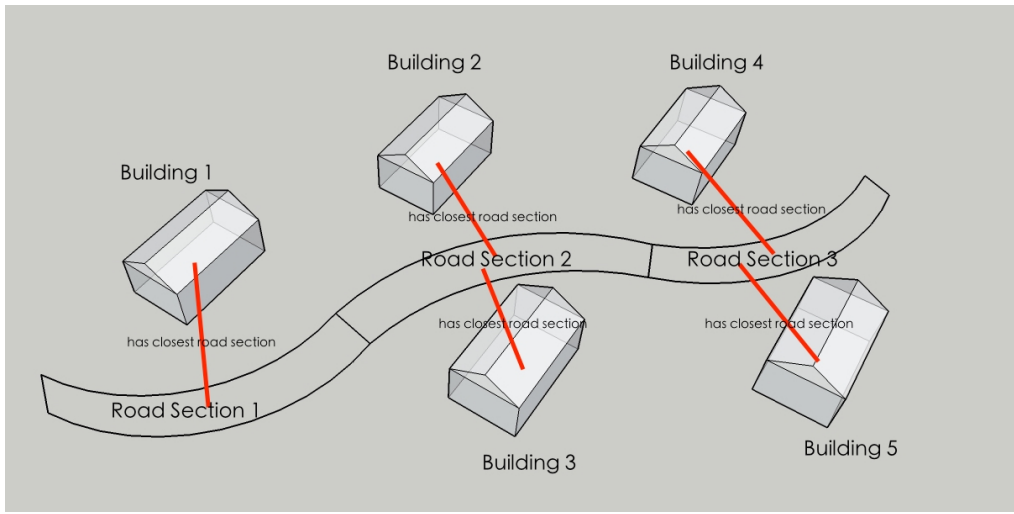 Building 2
Building 4
Building 1
has closest road section
has closest road section
Road Section 2
Road Section 3
has closest road section
has closest road section
has closest road section
Road Section 1
Building 5
Building 3